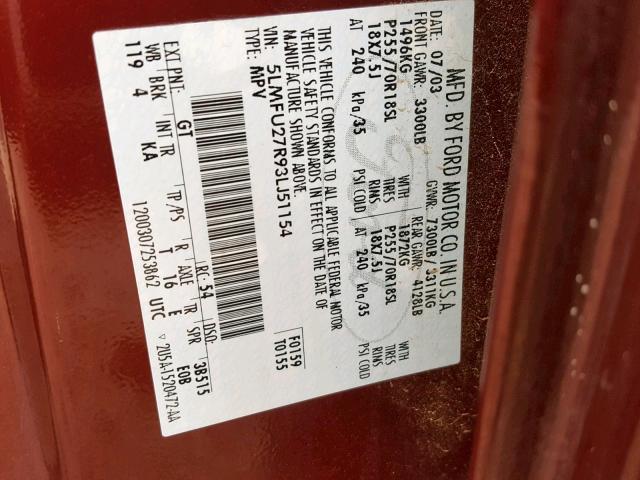 MFD. BY FORD MOTOR CO. IN U.S.A.
DATE: 07/03 GVWR: 7300LB/ 3311KG
FRONT GAWR: 3300LB REAR GAWR: 4128LB
1496KG WITH 1872KG WITH
P255/70R18SL TIRES P255/70R18SL TIRES
18X7.5J RIMS 18X7.5J RIMS
AT 240 kPa/35 PSI COLD AT 240 kPa/35 PSI COLD
THIS VEHICLE CONFORMS TO ALL APPLICABLE FEDERAL MOTOR
VEHICLE SAFETY STANDARDS IN EFFECT ON THE DATE OF
MANUFACTURE SHOWN ABOVE.
VIN: 5LMFU27R93LJ51154 F0159
TYPE: MPV T0155
EXT PNT: GT RC: 54 DSO: 3B515
WB BRK INT TR TP/PS R AXLE TR SPR E0B
119 4 KA T 16 E
1200307253862 UTC ▽ 2U5A-1520472-AA